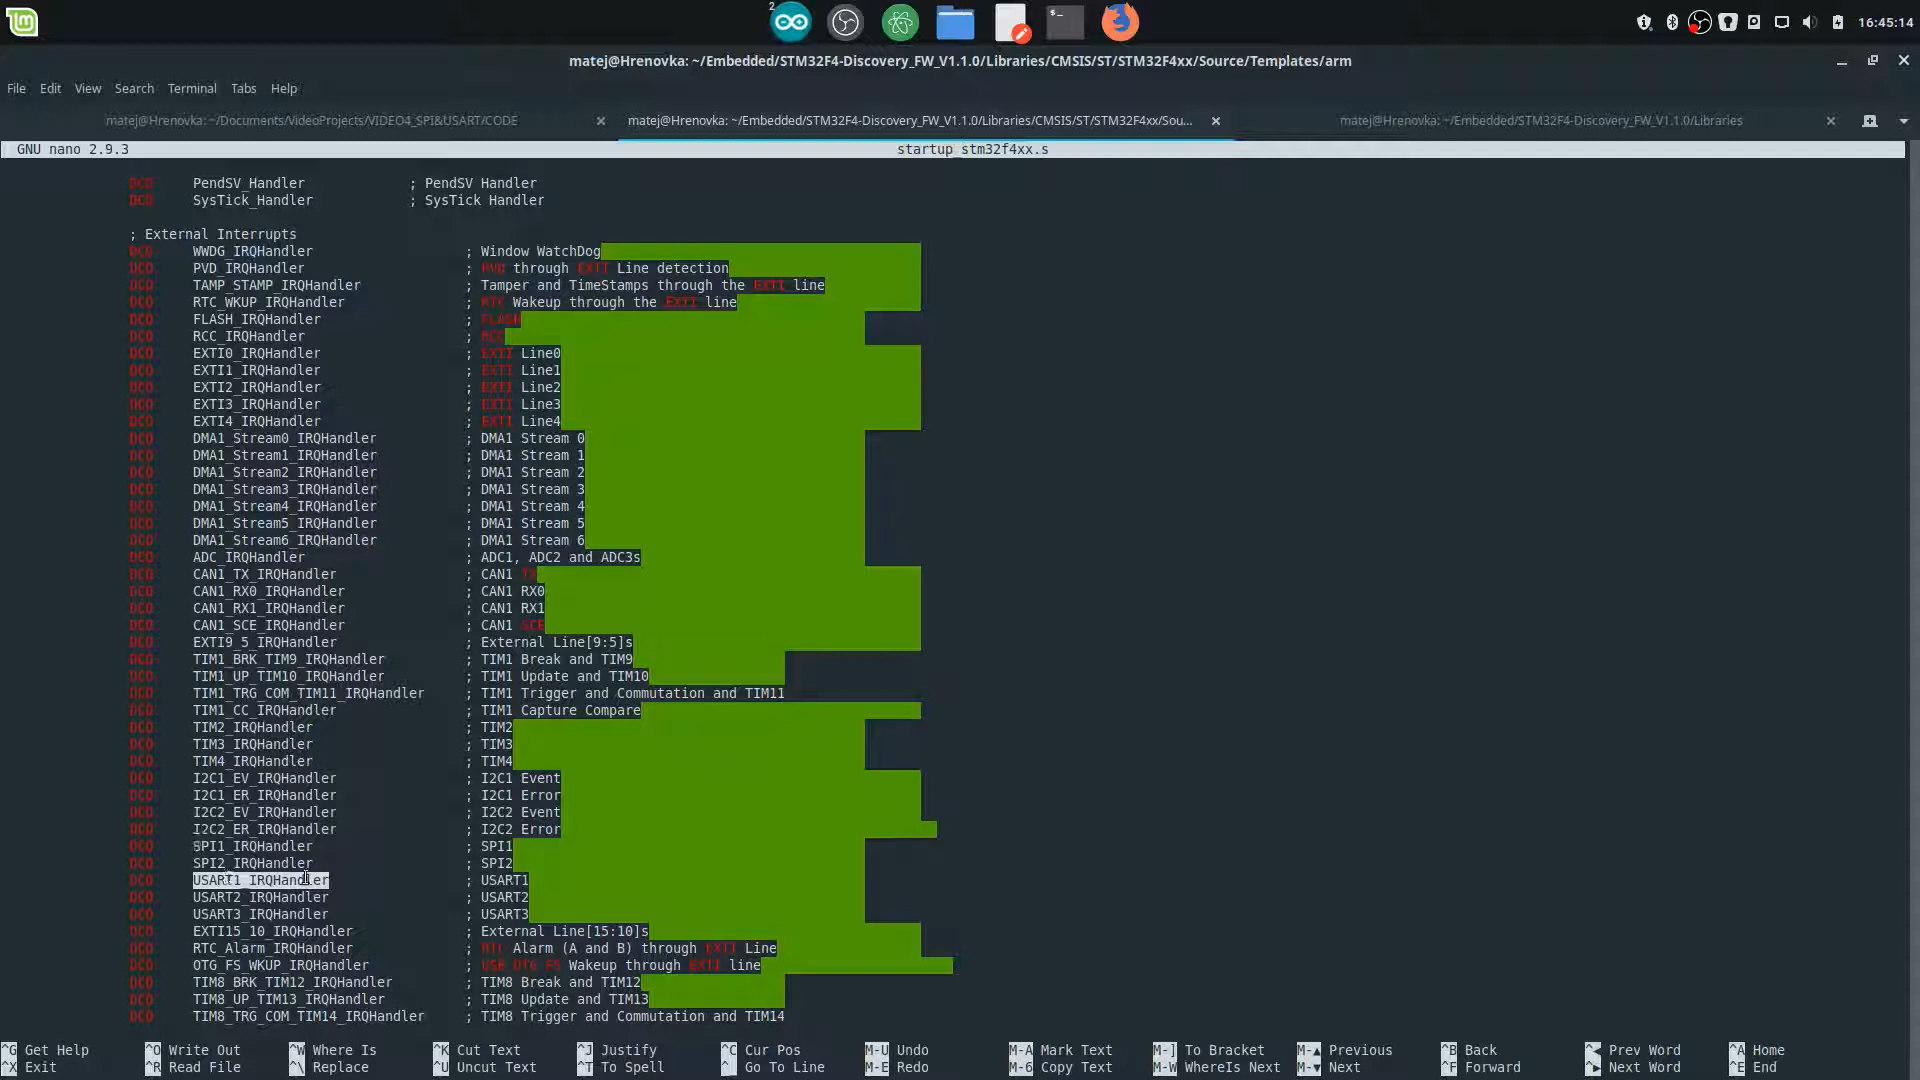 2
16:45:14
matej@Hrenovka: ~/Embedded/STM32F4-Discovery_FW_V1.1.0/Libraries/CMSIS/ST/STM32F4xx/Source/Templates/arm
File Edit View Search Terminal Tabs Help
matej@Hrenovka: ~/Documents/VideoProjects/VIDEO4_SPI&USART/CODE
matej@Hrenovka: ~/Embedded/STM32F4-Discovery_FW_V1.1.0/Libraries/CMSIS/ST/STM32F4xx/Sou...
matej@Hrenovka: ~/Embedded/STM32F4-Discovery_FW_V1.1.0/Libraries
GNU nano 2.9.3 startup_stm32f4xx.s
DCD PendSV_Handler ; PendSV Handler
DCD SysTick_Handler ; SysTick Handler
; External Interrupts
DCD WWDG_IRQHandler ; Window WatchDog
DCD PVD_IRQHandler ; PVD through EXTI Line detection
DCD TAMP_STAMP_IRQHandler ; Tamper and TimeStamps through the EXTI line
DCD RTC_WKUP_IRQHandler ; RTC Wakeup through the EXTI line
DCD FLASH_IRQHandler ; FLASH
DCD RCC_IRQHandler ; RCC
DCD EXTI0_IRQHandler ; EXTI Line0
DCD EXTI1_IRQHandler ; EXTI Line1
DCD EXTI2_IRQHandler ; EXTI Line2
DCD EXTI3_IRQHandler ; EXTI Line3
DCD EXTI4_IRQHandler ; EXTI Line4
DCD DMA1_Stream0_IRQHandler ; DMA1 Stream 0
DCD DMA1_Stream1_IRQHandler ; DMA1 Stream 1
DCD DMA1_Stream2_IRQHandler ; DMA1 Stream 2
DCD DMA1_Stream3_IRQHandler ; DMA1 Stream 3
DCD DMA1_Stream4_IRQHandler ; DMA1 Stream 4
DCD DMA1_Stream5_IRQHandler ; DMA1 Stream 5
DCD DMA1_Stream6_IRQHandler ; DMA1 Stream 6
DCD ADC_IRQHandler ; ADC1, ADC2 and ADC3s
DCD CAN1_TX_IRQHandler ; CAN1 TX
DCD CAN1_RX0_IRQHandler ; CAN1 RX0
DCD CAN1_RX1_IRQHandler ; CAN1 RX1
DCD CAN1_SCE_IRQHandler ; CAN1 SCE
DCD EXTI9_5_IRQHandler ; External Line[9:5]s
DCD TIM1_BRK_TIM9_IRQHandler ; TIM1 Break and TIM9
DCD TIM1_UP_TIM10_IRQHandler ; TIM1 Update and TIM10
DCD TIM1_TRG_COM_TIM11_IRQHandler ; TIM1 Trigger and Commutation and TIM11
DCD TIM1_CC_IRQHandler ; TIM1 Capture Compare
DCD TIM2_IRQHandler ; TIM2
DCD TIM3_IRQHandler ; TIM3
DCD TIM4_IRQHandler ; TIM4
DCD I2C1_EV_IRQHandler ; I2C1 Event
DCD I2C1_ER_IRQHandler ; I2C1 Error
DCD I2C2_EV_IRQHandler ; I2C2 Event
DCD I2C2_ER_IRQHandler ; I2C2 Error
DCD SPI1_IRQHandler ; SPI1
DCD SPI2_IRQHandler ; SPI2
DCD USART1_IRQHandler ; USART1
DCD USART2_IRQHandler ; USART2
DCD USART3_IRQHandler ; USART3
DCD EXTI15_10_IRQHandler ; External Line[15:10]s
DCD RTC_Alarm_IRQHandler ; RTC Alarm (A and B) through EXTI Line
DCD OTG_FS_WKUP_IRQHandler ; USB OTG FS Wakeup through EXTI line
DCD TIM8_BRK_TIM12_IRQHandler ; TIM8 Break and TIM12
DCD TIM8_UP_TIM13_IRQHandler ; TIM8 Update and TIM13
DCD TIM8_TRG_COM_TIM14_IRQHandler ; TIM8 Trigger and Commutation and TIM14
^G Get Help ^O Write Out ^W Where Is ^K Cut Text ^J Justify ^C Cur Pos M-U Undo M-A Mark Text M-] To Bracket M-▲ Previous ^B Back ^◀ Prev Word ^A Home
^X Exit ^R Read File ^\ Replace ^U Uncut Text ^T To Spell ^_ Go To Line M-E Redo M-6 Copy Text M-W WhereIs Next M-▼ Next ^F Forward ^▶ Next Word ^E End